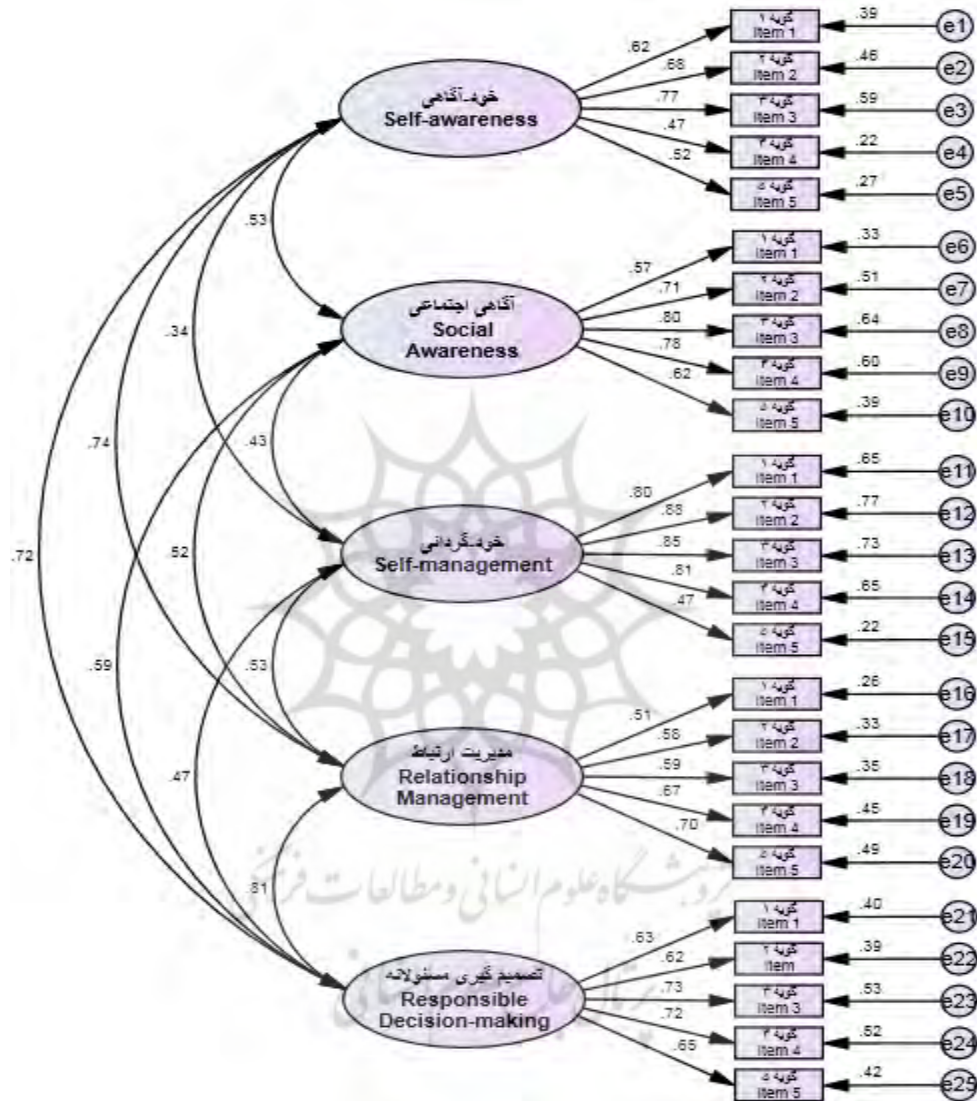 گویه ۱
Item 1
.39
e1
.62
گویه ۲
Item 2
.46
e2
.68
خود-آگاهی
Self-awareness
.77
گویه ۳
Item 3
.59
e3
.47
گویه ۴
Item 4
.22
e4
.52
گویه ۵
Item 5
.27
e5
.53
گویه ۱
Item 1
.33
e6
.57
گویه ۲
Item 2
.51
e7
.71
آگاهی اجتماعی
Social
Awareness
.80
گویه ۳
Item 3
.64
e8
.78
گویه ۴
Item 4
.60
e9
.62
گویه ۵
Item 5
.39
e10
.34
.74
.43
گویه ۱
Item 1
.65
e11
.80
گویه ۲
Item 2
.77
e12
.88
خود-گردانی
Self-management
.85
گویه ۳
Item 3
.73
e13
.81
گویه ۴
Item 4
.65
e14
.47
گویه ۵
Item 5
.22
e15
.72
.52
.59
.53
گویه ۱
Item 1
.26
e16
.51
گویه ۲
Item 2
.33
e17
.58
مدیریت ارتباط
Relationship
Management
.59
گویه ۳
Item 3
.35
e18
.67
گویه ۴
Item 4
.45
e19
.70
گویه ۵
Item 5
.49
e20
.47
.81
پژوهشگاه علوم انسانی و مطالعات فرهنگی
گویه ۱
Item 1
.40
e21
.63
گویه ۲
Item
.39
e22
.62
تصمیم گیری مسئولانه
Responsible
Decision-making
.73
گویه ۳
Item 3
.53
e23
.72
گویه ۴
Item 4
.52
e24
.65
گویه ۵
Item 5
.42
e25